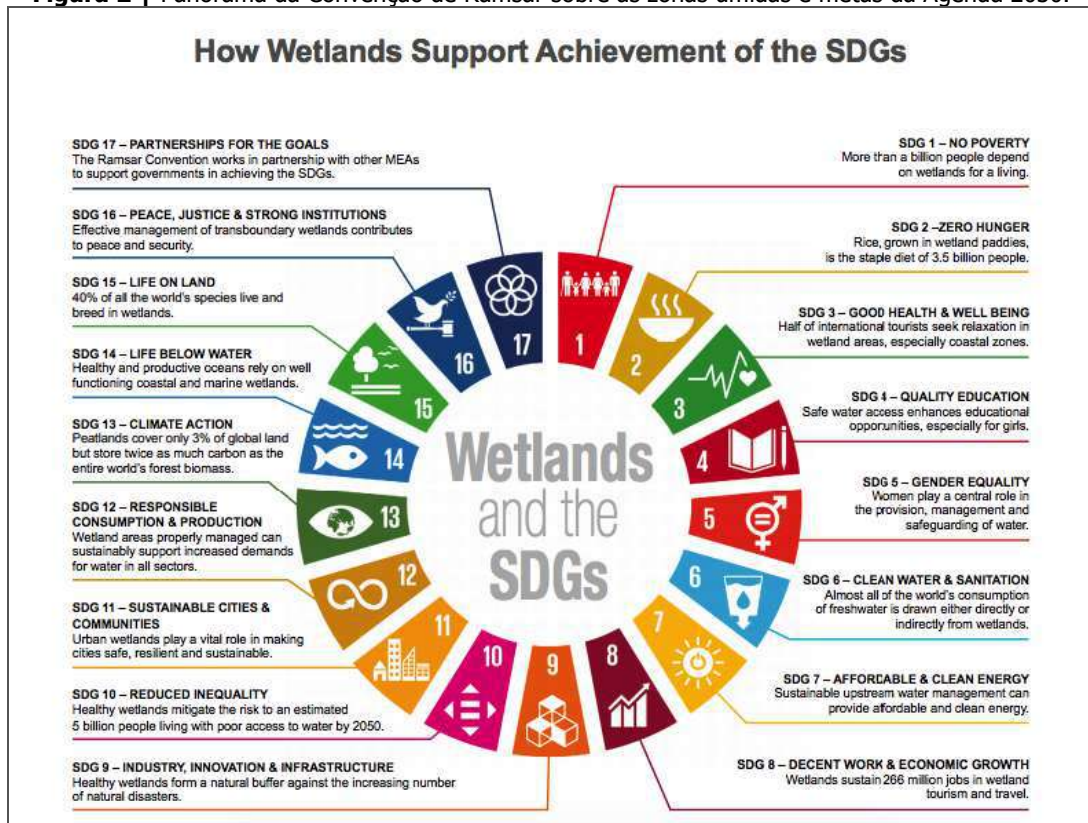 Figura 2 | Panorama da Convenção de Ramsar sobre as zonas úmidas e metas da Agenda 2030.
How Wetlands Support Achievement of the SDGs
SDG 17 – PARTNERSHIPS FOR THE GOALS
The Ramsar Convention works in partnership with other MEAs
to support governments in achieving the SDGs.
SDG 16 – PEACE, JUSTICE & STRONG INSTITUTIONS
Effective management of transboundary wetlands contributes
to peace and security.
SDG 15 – LIFE ON LAND
40% of all the world's species live and
breed in wetlands.
SDG 14 – LIFE BELOW WATER
Healthy and productive oceans rely on well
functioning coastal and marine wetlands.
SDG 13 – CLIMATE ACTION
Peatlands cover only 3% of global land
but store twice as much carbon as the
entire world's forest biomass.
SDG 12 – RESPONSIBLE
CONSUMPTION & PRODUCTION
Wetland areas properly managed can
sustainably support increased demands
for water in all sectors.
SDG 11 – SUSTAINABLE CITIES &
COMMUNITIES
Urban wetlands play a vital role in making
cities safe, resilient and sustainable.
SDG 10 – REDUCED INEQUALITY
Healthy wetlands mitigate the risk to an estimated
5 billion people living with poor access to water by 2050.
SDG 9 – INDUSTRY, INNOVATION & INFRASTRUCTURE
Healthy wetlands form a natural buffer against the increasing number
of natural disasters.
SDG 1 – NO POVERTY
More than a billion people depend
on wetlands for a living.
SDG 2 –ZERO HUNGER
Rice, grown in wetland paddies,
is the staple diet of 3.5 billion people.
SDG 3 – GOOD HEALTH & WELL BEING
Half of international tourists seek relaxation in
wetland areas, especially coastal zones.
SDG 4 – QUALITY EDUCATION
Safe water access enhances educational
opportunities, especially for girls.
SDG 5 – GENDER EQUALITY
Women play a central role in
the provision, management and
safeguarding of water.
SDG 6 – CLEAN WATER & SANITATION
Almost all of the world's consumption
of freshwater is drawn either directly or
indirectly from wetlands.
SDG 7 – AFFORDABLE & CLEAN ENERGY
Sustainable upstream water management can
provide affordable and clean energy.
SDG 8 – DECENT WORK & ECONOMIC GROWTH
Wetlands sustain 266 million jobs in wetland
tourism and travel.
1
2
3
4
5
6
7
8
9
10
11
12
13
14
15
16
17
Wetlands
and the
SDGs